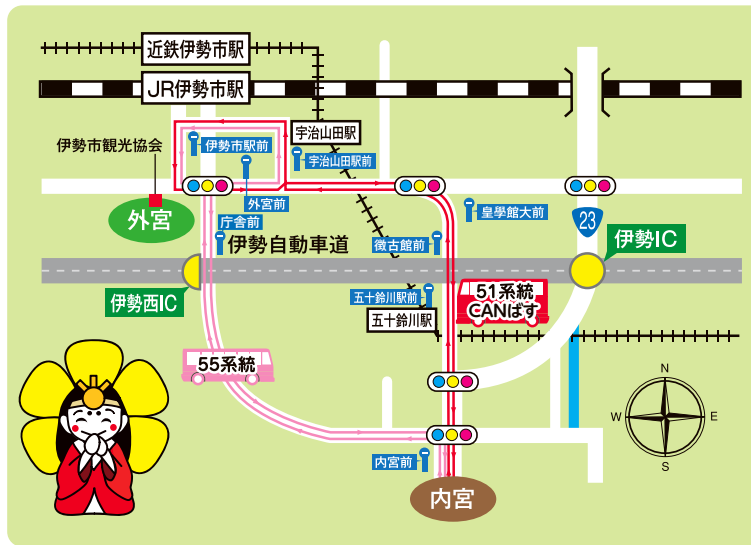 近鉄伊勢市駅
JR伊勢市駅
宇治山田駅
伊勢市駅前
伊勢市観光協会
宇治山田駅前
外宮前
外宮
皇學館大前
庁舎前
23
伊勢自動車道
徴古館前
伊勢IC
伊勢西IC
五十鈴川駅前
51系統
CANばす
五十鈴川駅
55系統
N
W
E
S
内宮前
内宮